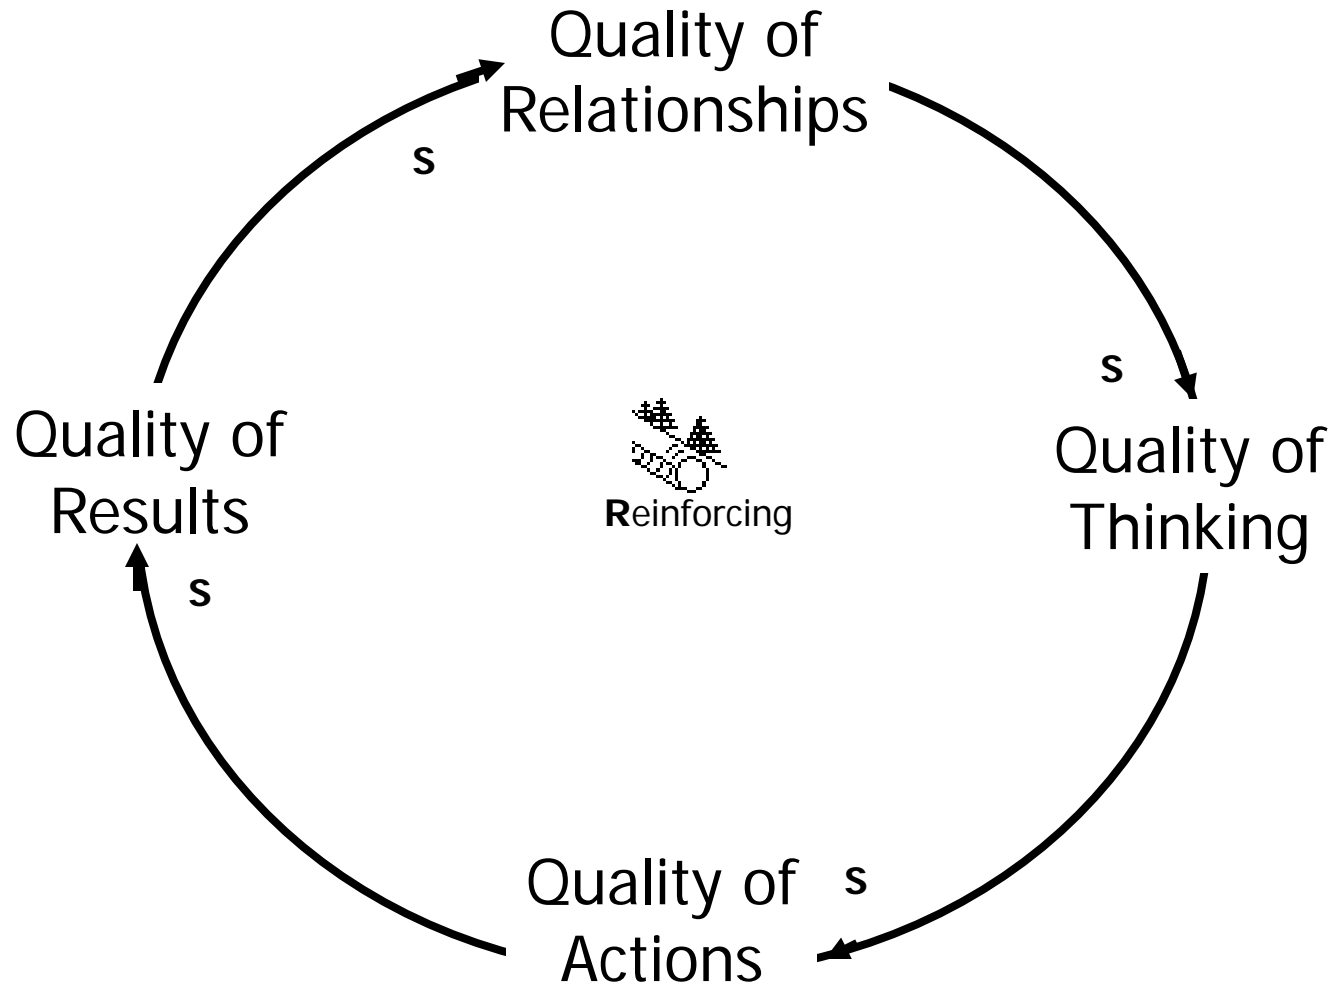 Quality of
Relationships
s
s
Quality of
Results
Quality of
Thinking
Reinforcing
s
Quality of
Actions
s